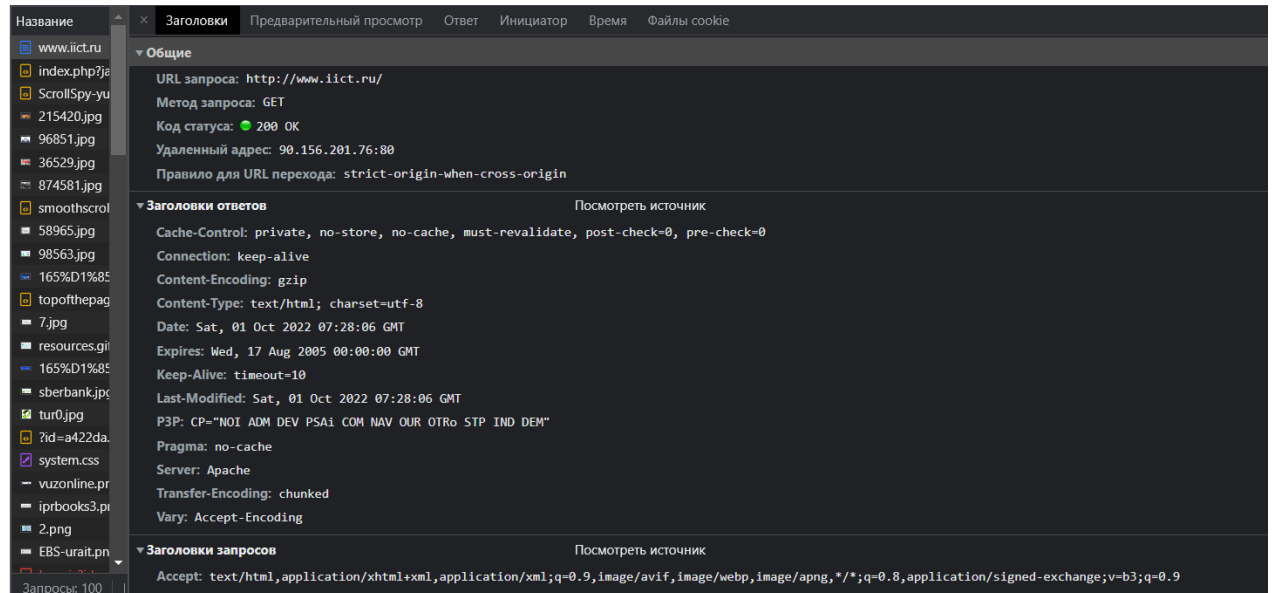 Название
www.iict.ru
index.php?ja
ScrollSpy-yu
215420.jpg
96851.jpg
36529.jpg
874581.jpg
smoothscrol
58965.jpg
98563.jpg
165%D1%85
topofthepag
7.jpg
resources.gif
165%D1%85
sberbank.jpg
tur0.jpg
?id=a422da.
system.css
vuzonline.pr
iprbooks3.pr
2.png
EBS-urait.pn
Запросы: 100
× Заголовки Предварительный просмотр Ответ Инициатор Время Файлы cookie
Общие
URL запроса: http://www.iict.ru/
Метод запроса: GET
Код статуса: 200 OK
Удаленный адрес: 90.156.201.76:80
Правило для URL перехода: strict-origin-when-cross-origin
Заголовки ответов Посмотреть источник
Cache-Control: private, no-store, no-cache, must-revalidate, post-check=0, pre-check=0
Connection: keep-alive
Content-Encoding: gzip
Content-Type: text/html; charset=utf-8
Date: Sat, 01 Oct 2022 07:28:06 GMT
Expires: Wed, 17 Aug 2005 00:00:00 GMT
Keep-Alive: timeout=10
Last-Modified: Sat, 01 Oct 2022 07:28:06 GMT
P3P: CP="NOI ADM DEV PSAi COM NAV OUR OTRo STP IND DEM"
Pragma: no-cache
Server: Apache
Transfer-Encoding: chunked
Vary: Accept-Encoding
Заголовки запросов Посмотреть источник
Accept: text/html,application/xhtml+xml,application/xml;q=0.9,image/avif,image/webp,image/apng,*/*;q=0.8,application/signed-exchange;v=b3;q=0.9